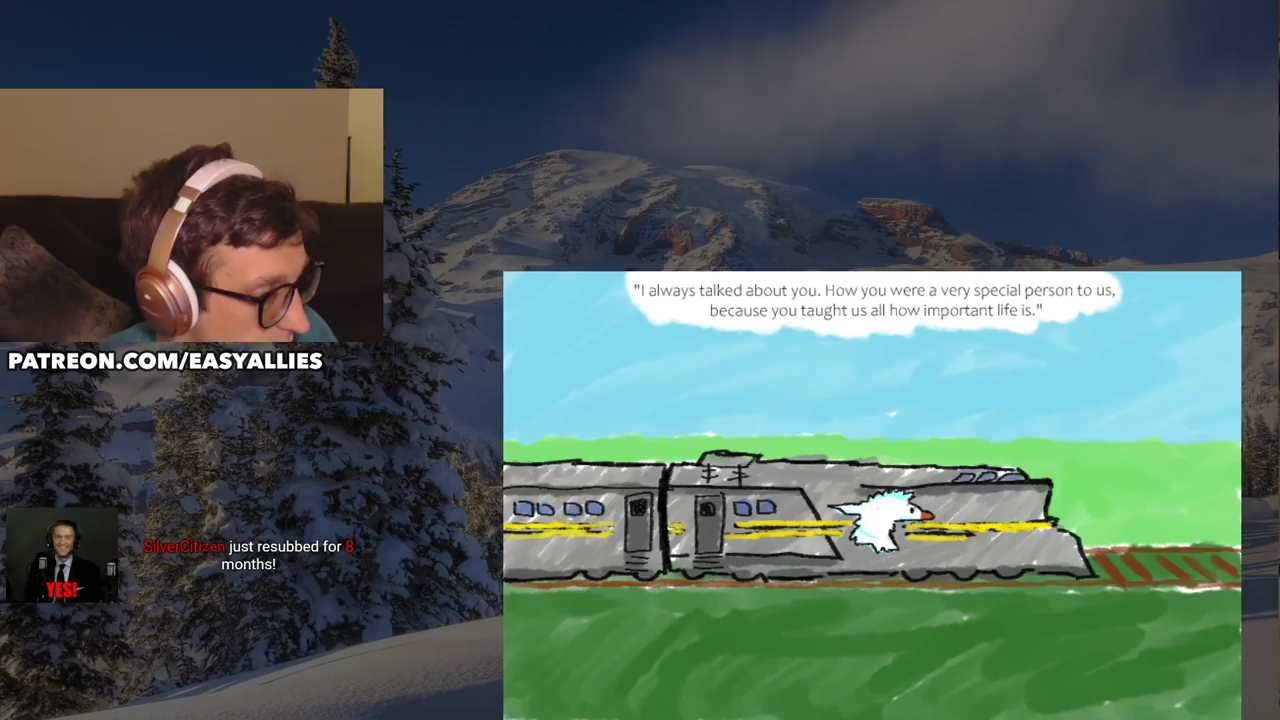 "I always talked about you. How you were a very special person to us,
because you taught us all how important life is."
PATREON.COM/EASYALLIES
SilverCitizen just resubbed for 8
months!
YES!